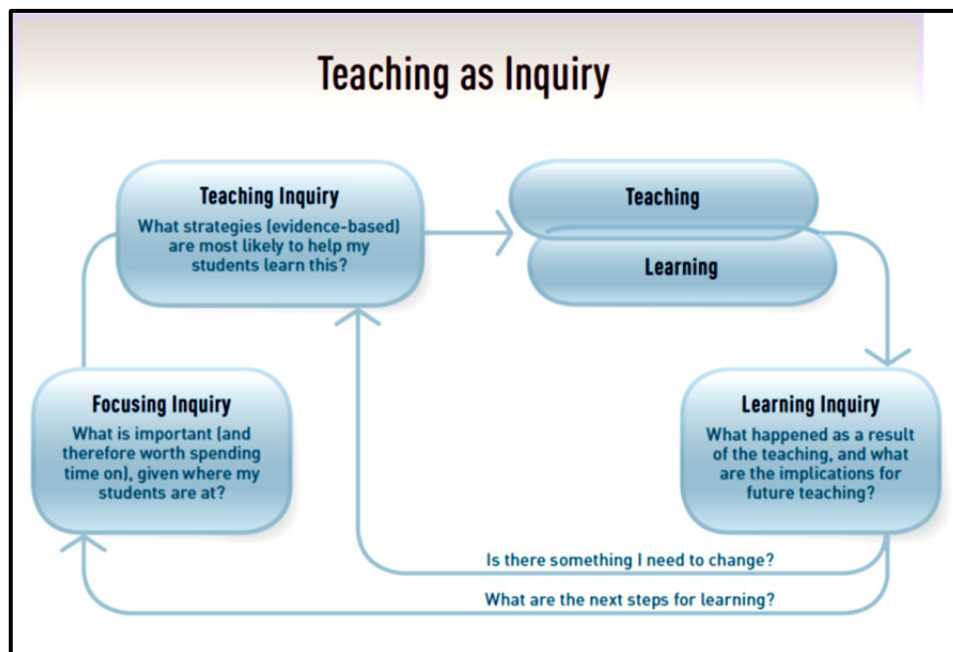 Teaching as Inquiry
Teaching Inquiry
What strategies (evidence-based)
are most likely to help my
students learn this?
Teaching
Learning
Focusing Inquiry
What is important (and
therefore worth spending
time on), given where my
students are at?
Learning Inquiry
What happened as a result
of the teaching, and what
are the implications for
future teaching?
Is there something I need to change?
What are the next steps for learning?